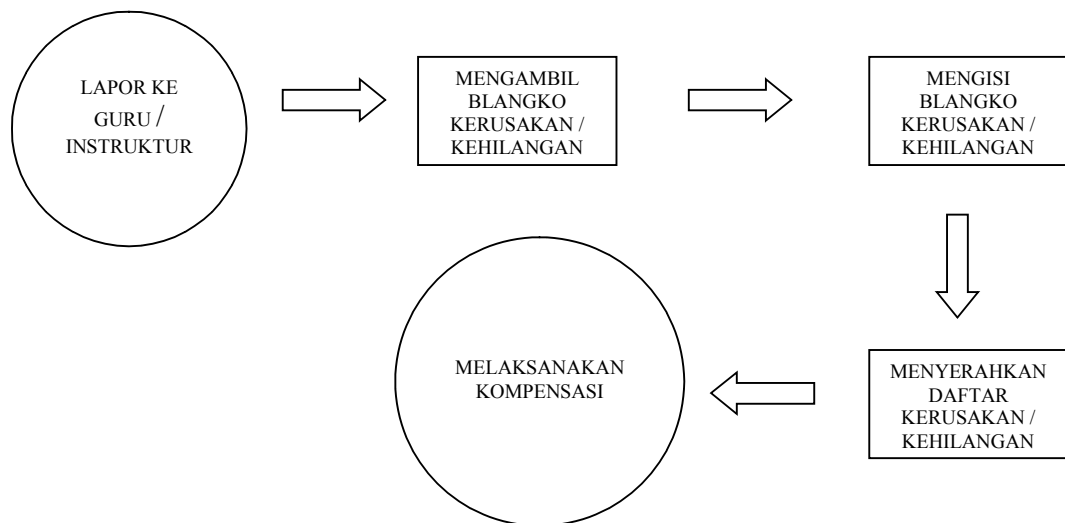 LAPOR KE
GURU /
INSTRUKTUR
MENGAMBIL
BLANGKO
KERUSAKAN /
KEHILANGAN
MENGISI
BLANGKO
KERUSAKAN /
KEHILANGAN
MENYERAHKAN
DAFTAR
KERUSAKAN /
KEHILANGAN
MELAKSANAKAN
KOMPENSASI